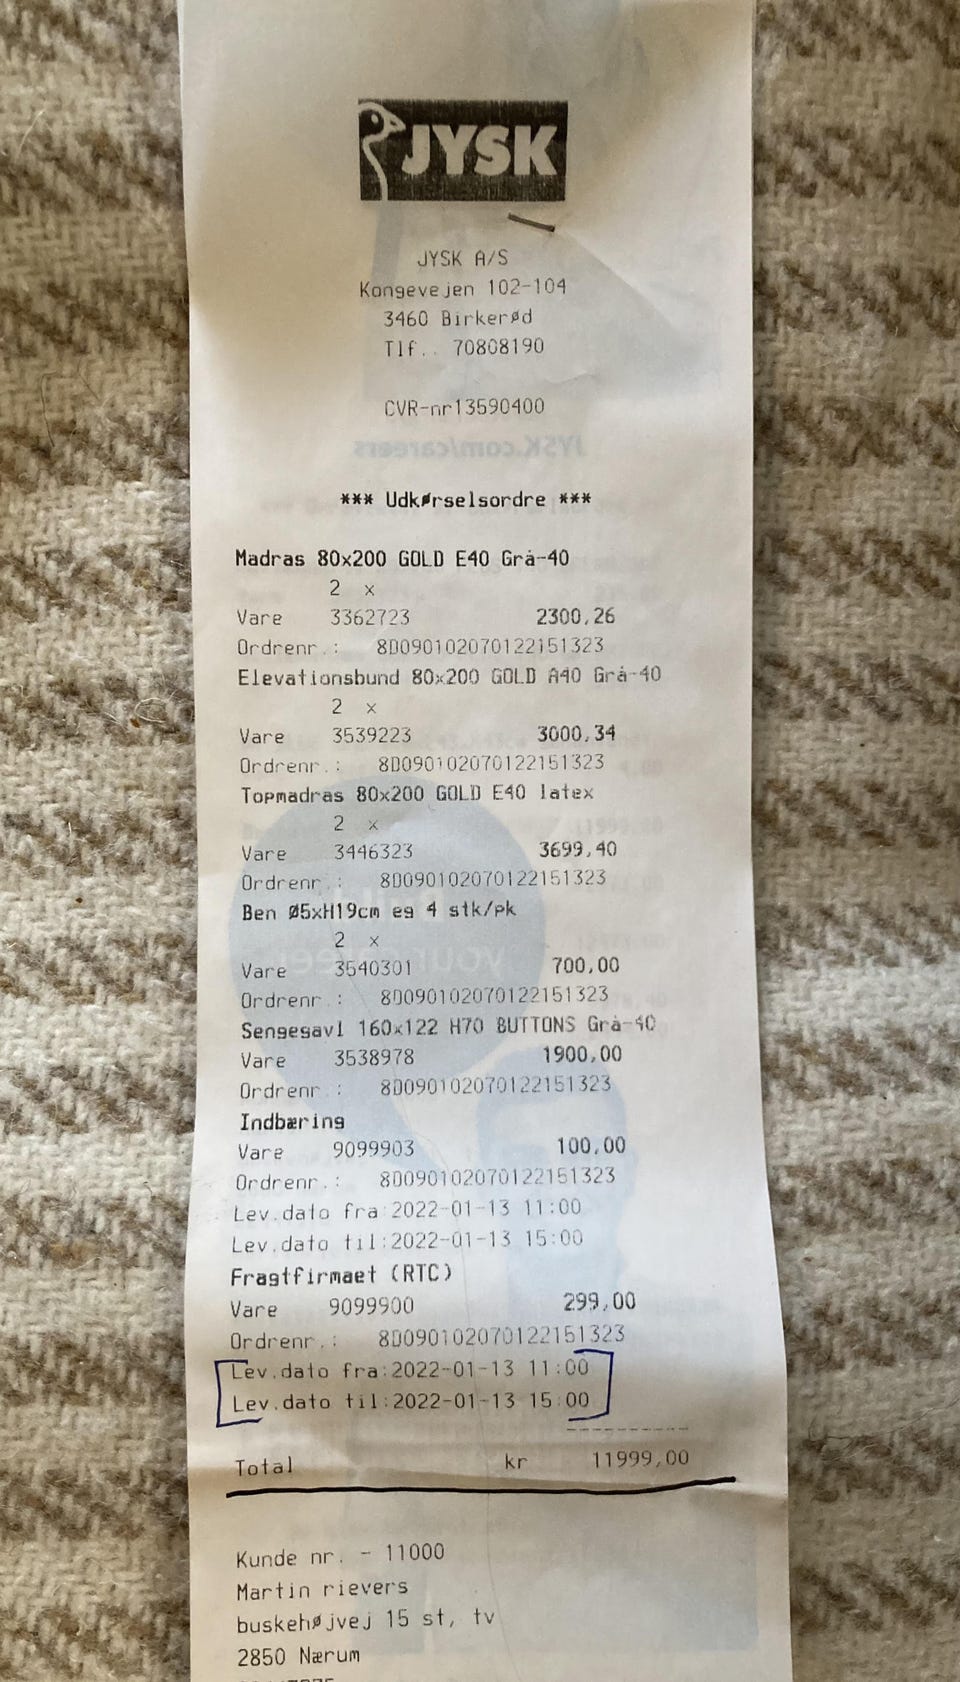 JYSK
JYSK A/S
Kongevejen 102-104
3460 Birkerød
Tlf.. 70808190
CVR-nr13590400
JYSK.com/careers
*** Udkørselsordre ***
Madras 80x200 GOLD E40 Grå-40
2 x
Vare 3362723 2300,26
Ordrenr.: 8D09010207012215​1323
Elevationsbund 80x200 GOLD A40 Grå-40
2 x
Vare 3539223 3000,34
Ordrenr.: 8D090102070122151323
Topmadras 80x200 GOLD E40 latex
2 x
Vare 3446323 3699,40
Ordrenr.: 8D090102070122151323
Ben Ø5xH19cm eg 4 stk/pk
2 x
Vare 3540301 700,00
Ordrenr.: 8D090102070122151323
Sengegavl 160x122 H70 BUTTONS Grå-40
Vare 3538978 1900,00
Ordrenr.: 8D090102070122151323
Indbæring
Vare 9099903 100,00
Ordrenr.: 8D090102070122151323
Lev.dato fra:2022-01-13 11:00
Lev.dato til:2022-01-13 15:00
Fragtfirmaet (RTC)
Vare 9099900 299,00
Ordrenr.: 8D090102070122151323
Lev.dato fra:2022-01-13 11:00
Lev.dato til:2022-01-13 15:00
Total kr 11999,00
Kunde nr. - 11000
Martin rievers
buskehøjvej 15 st, tv
2850 Nærum